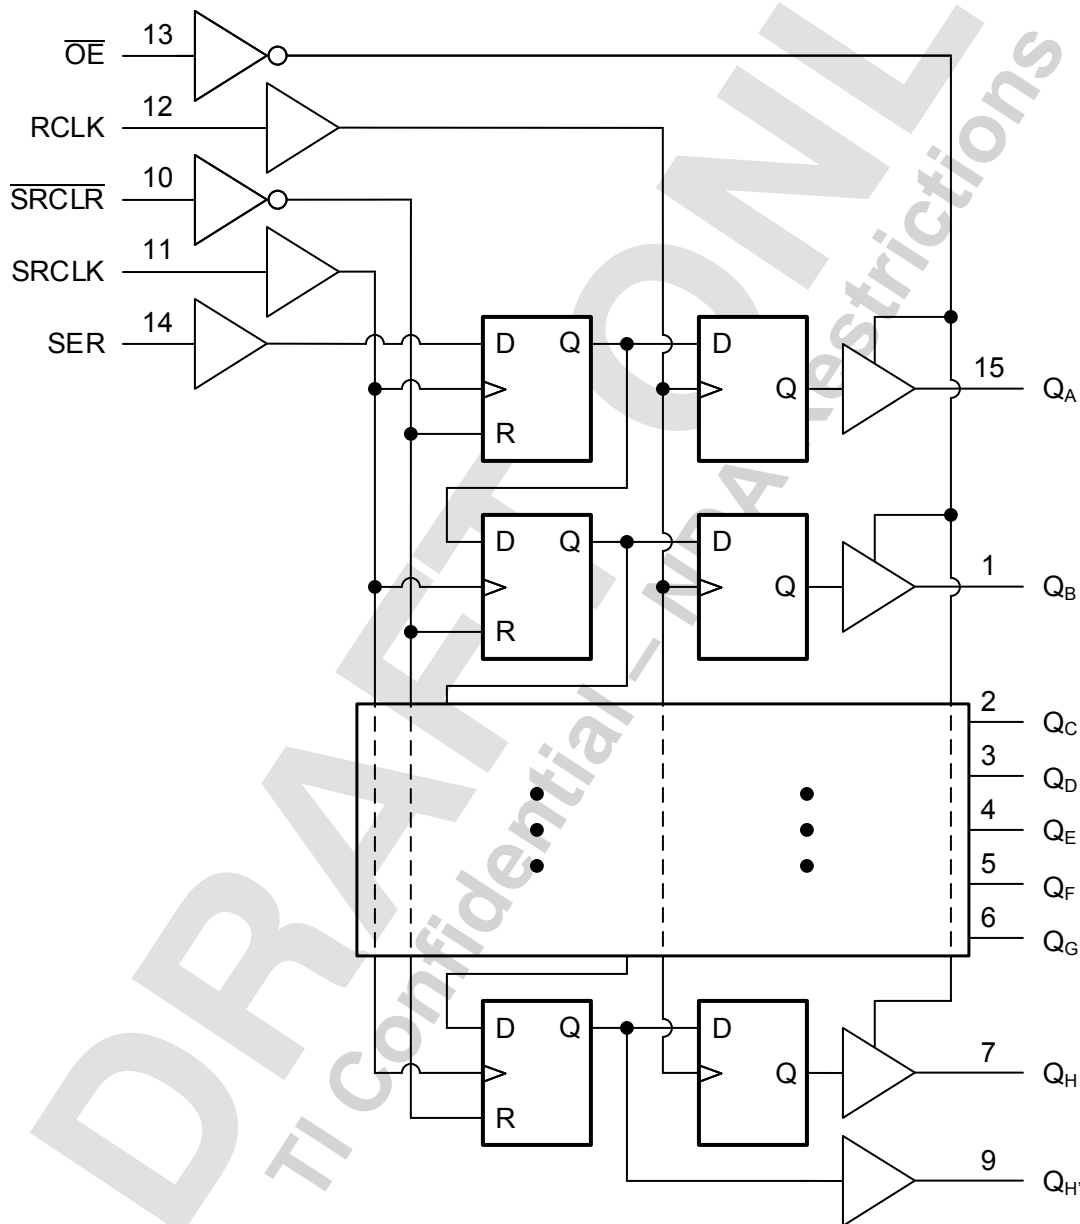 OE 13
RCLK 12
SRCLR 10
SRCLK 11
SER 14
D Q
R
D
Q
15 QA
D Q
R
D
Q
1 QB
2 QC
3 QD
4 QE
5 QF
6 QG
D Q
R
D
Q
7 QH
9 QH'
DRAFT ONL
TI Confidential – NDA Restrictions